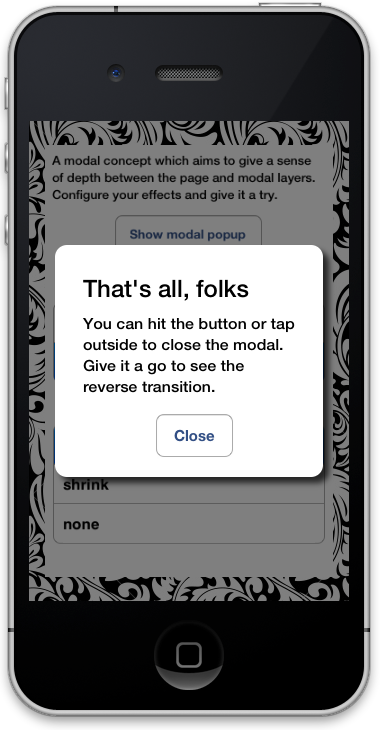 A modal concept which aims to give a sense
of depth between the page and modal layers.
Configure your effects and give it a try.
Show modal popup
That's all, folks
You can hit the button or tap
outside to close the modal.
Give it a go to see the
reverse transition.
Close
shrink
none